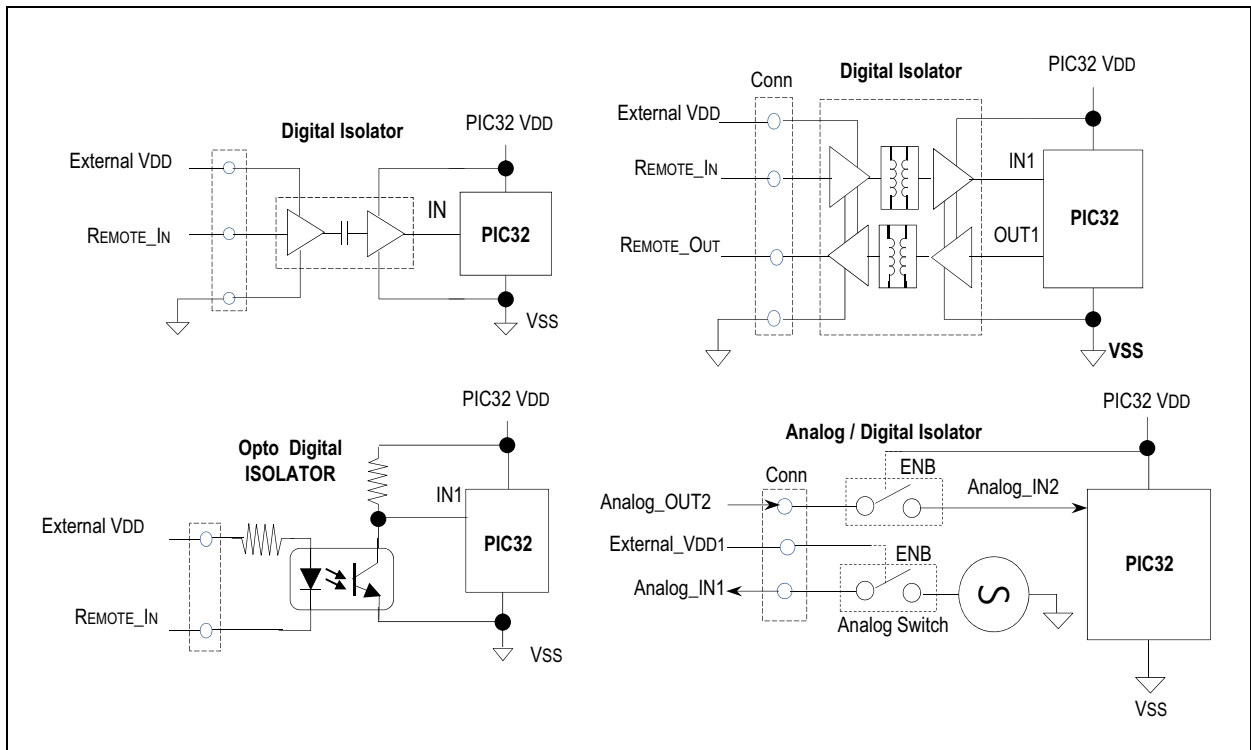 Digital Isolator
PIC32 VDD
External VDD
REMOTE_IN
IN
PIC32
VSS
Conn
Digital Isolator
PIC32 VDD
External VDD
REMOTE_IN
IN1
PIC32
REMOTE_OUT
OUT1
VSS
Opto Digital
ISOLATOR
PIC32 VDD
IN1
External VDD
PIC32
REMOTE_IN
VSS
PIC32 VDD
Analog / Digital Isolator
Conn
ENB
Analog_OUT2
Analog_IN2
External_VDD1
ENB
PIC32
Analog_IN1
S
Analog Switch
VSS